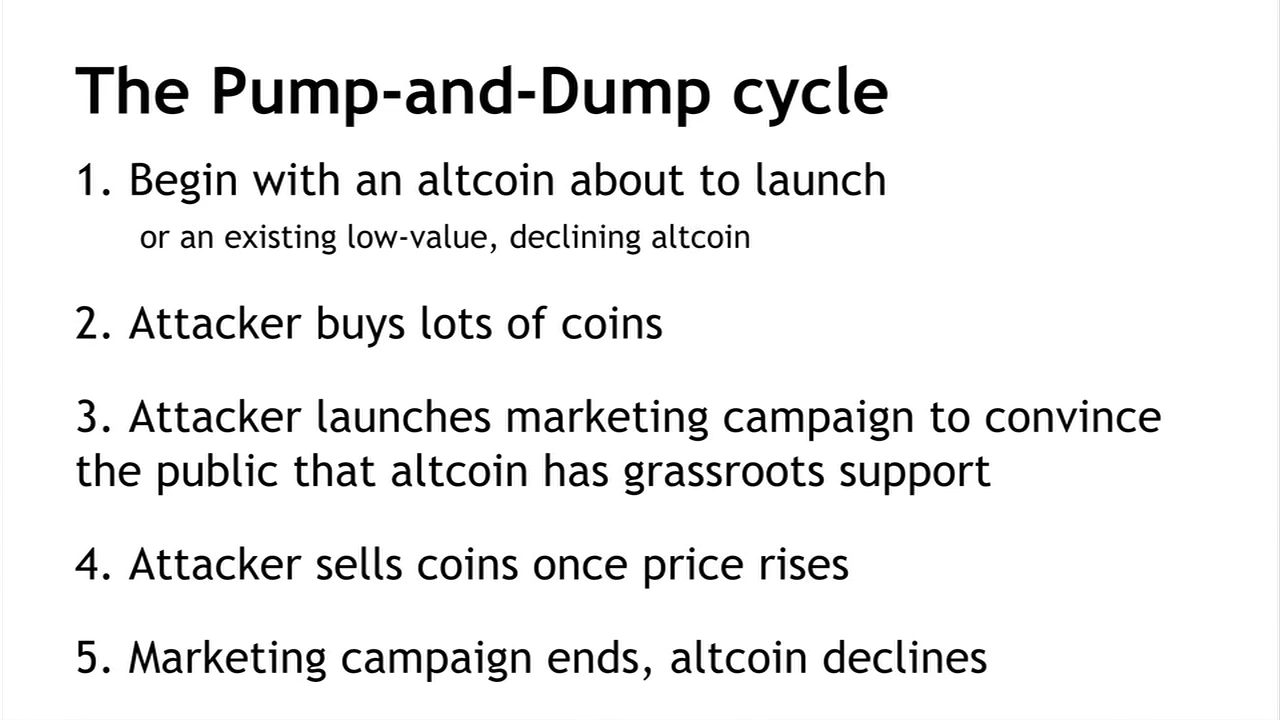 The Pump-and-Dump cycle
1. Begin with an altcoin about to launch
or an existing low-value, declining altcoin
2. Attacker buys lots of coins
3. Attacker launches marketing campaign to convince
the public that altcoin has grassroots support
4. Attacker sells coins once price rises
5. Marketing campaign ends, altcoin declines